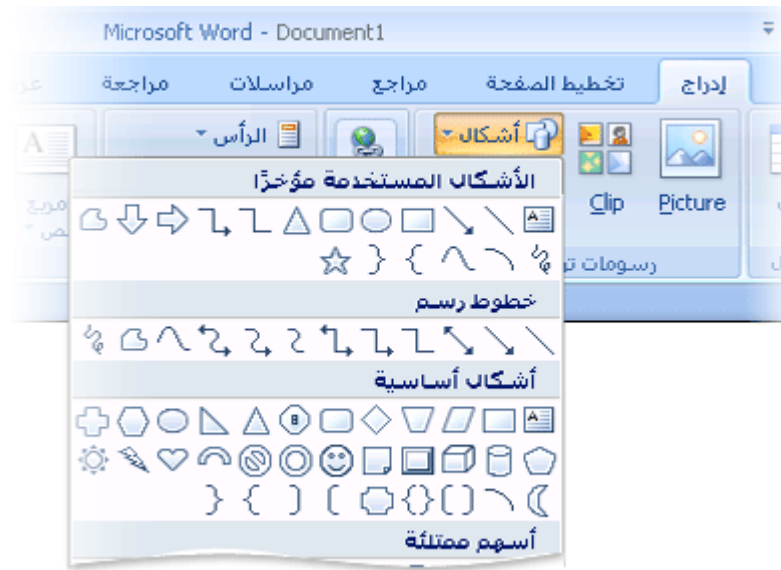 Microsoft Word - Document1
إدراج تخطيط الصفحة مراجع مراسلات مراجعة
أشكال الرأس
Picture Clip
الأشكال المستخدمة مؤخرًا
خطوط رسم
أشكال أساسية
أسهم ممتلئة
رسومات